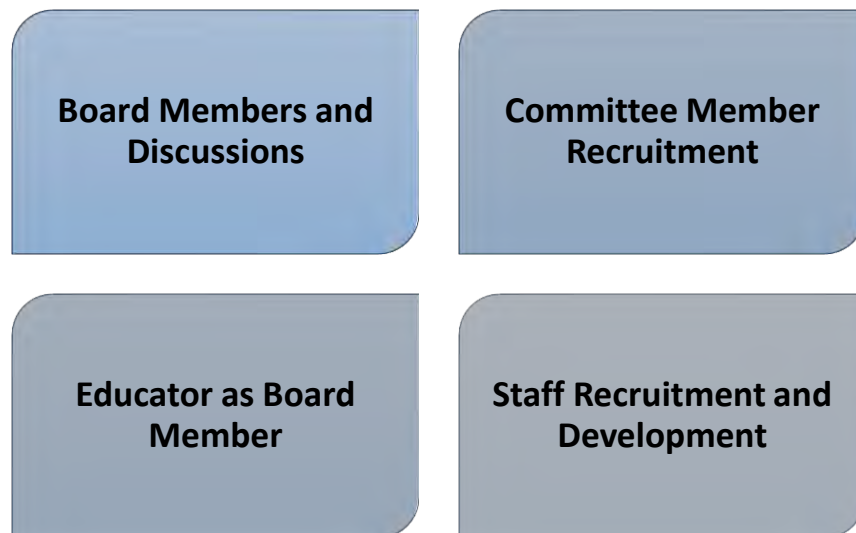 Board Members and
Discussions
Committee Member
Recruitment
Educator as Board
Member
Staff Recruitment and
Development